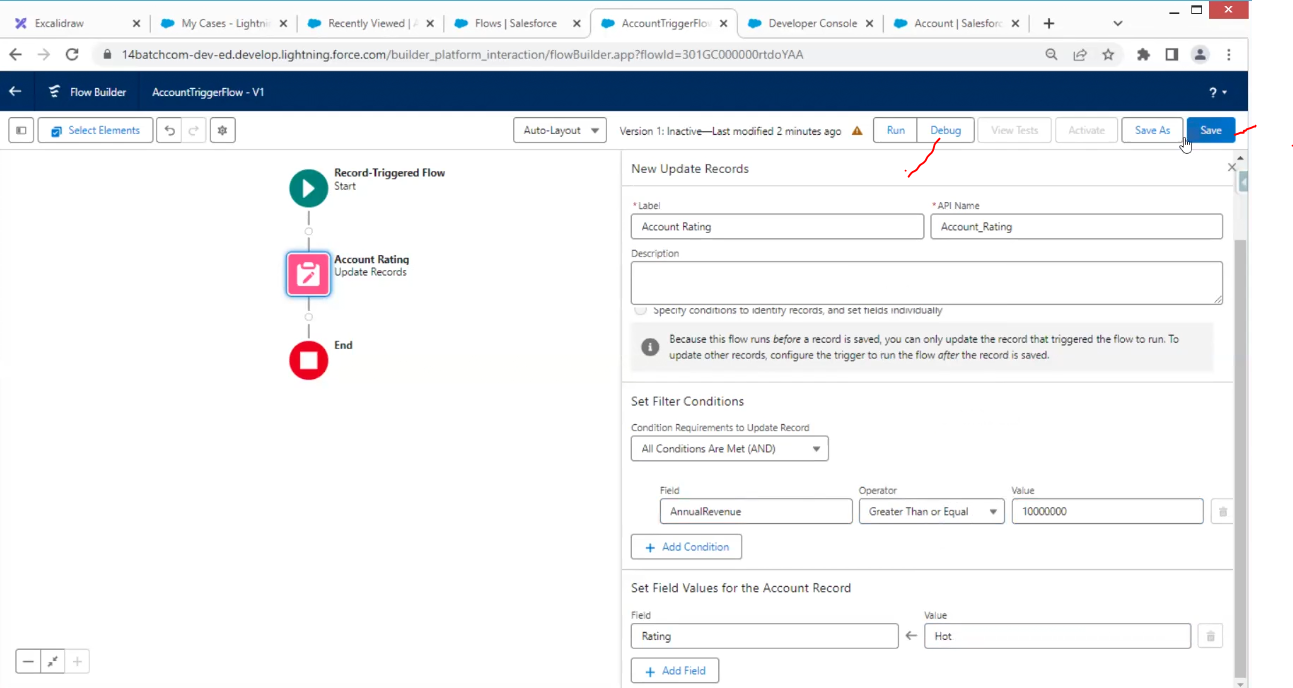 Excalidraw
My Cases - Lightni
Recently Viewed | A
Flows | Salesforce
AccountTriggerFlo
Developer Console
Account | Salesforc
14batchcom-dev-ed.develop.lightning.force.com/builder_platform_interaction/flowBuilder.app?flowId=301GC000000rtdoYAA
Flow Builder
AccountTriggerFlow - V1
?
Select Elements
Auto-Layout
Version 1: Inactive—Last modified 2 minutes ago
Run
Debug
View Tests
Activate
Save As
Save
Record-Triggered Flow
Start
Account Rating
Update Records
End
New Update Records
*Label
*API Name
Account Rating
Account_Rating
Description
Specify conditions to identify records, and set fields individually
Because this flow runs before a record is saved, you can only update the record that triggered the flow to run. To
update other records, configure the trigger to run the flow after the record is saved.
Set Filter Conditions
Condition Requirements to Update Record
All Conditions Are Met (AND)
Field
Operator
Value
AnnualRevenue
Greater Than or Equal
10000000
+ Add Condition
Set Field Values for the Account Record
Field
Value
Rating
Hot
+ Add Field